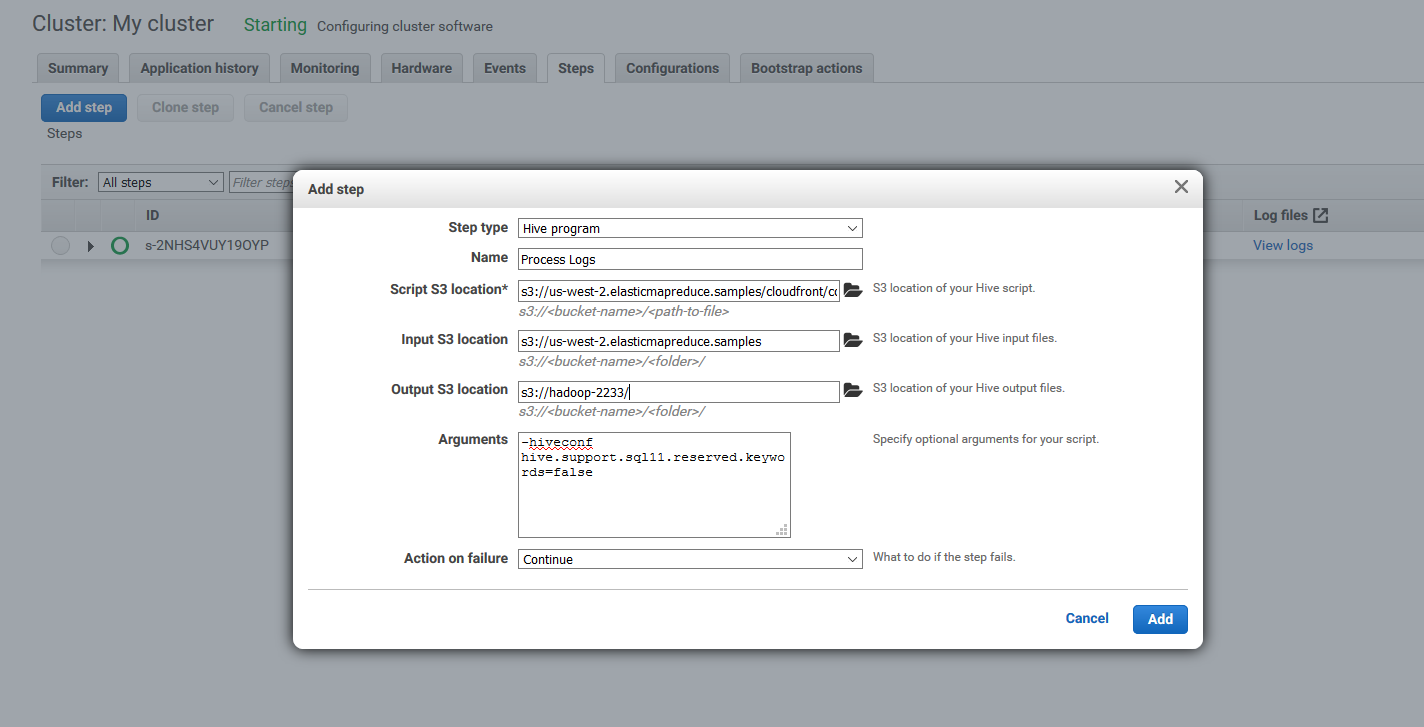 Cluster: My cluster Starting Configuring cluster software
Summary Application history Monitoring Hardware Events Steps Configurations Bootstrap actions
Add step Clone step Cancel step
Steps
Filter: All steps Filter steps
ID Log files
s-2NHS4VUY19OYP View logs
Add step
Step type Hive program
Name Process Logs
Script S3 location* s3://us-west-2.elasticmapreduce.samples/cloudfront/co S3 location of your Hive script.
s3://<bucket-name>/<path-to-file>
Input S3 location s3://us-west-2.elasticmapreduce.samples S3 location of your Hive input files.
s3://<bucket-name>/<folder>/
Output S3 location s3://hadoop-2233/ S3 location of your Hive output files.
s3://<bucket-name>/<folder>/
Arguments -hiveconf Specify optional arguments for your script.
hive.support.sql11.reserved.keywo
rds=false
Action on failure Continue What to do if the step fails.
Cancel Add